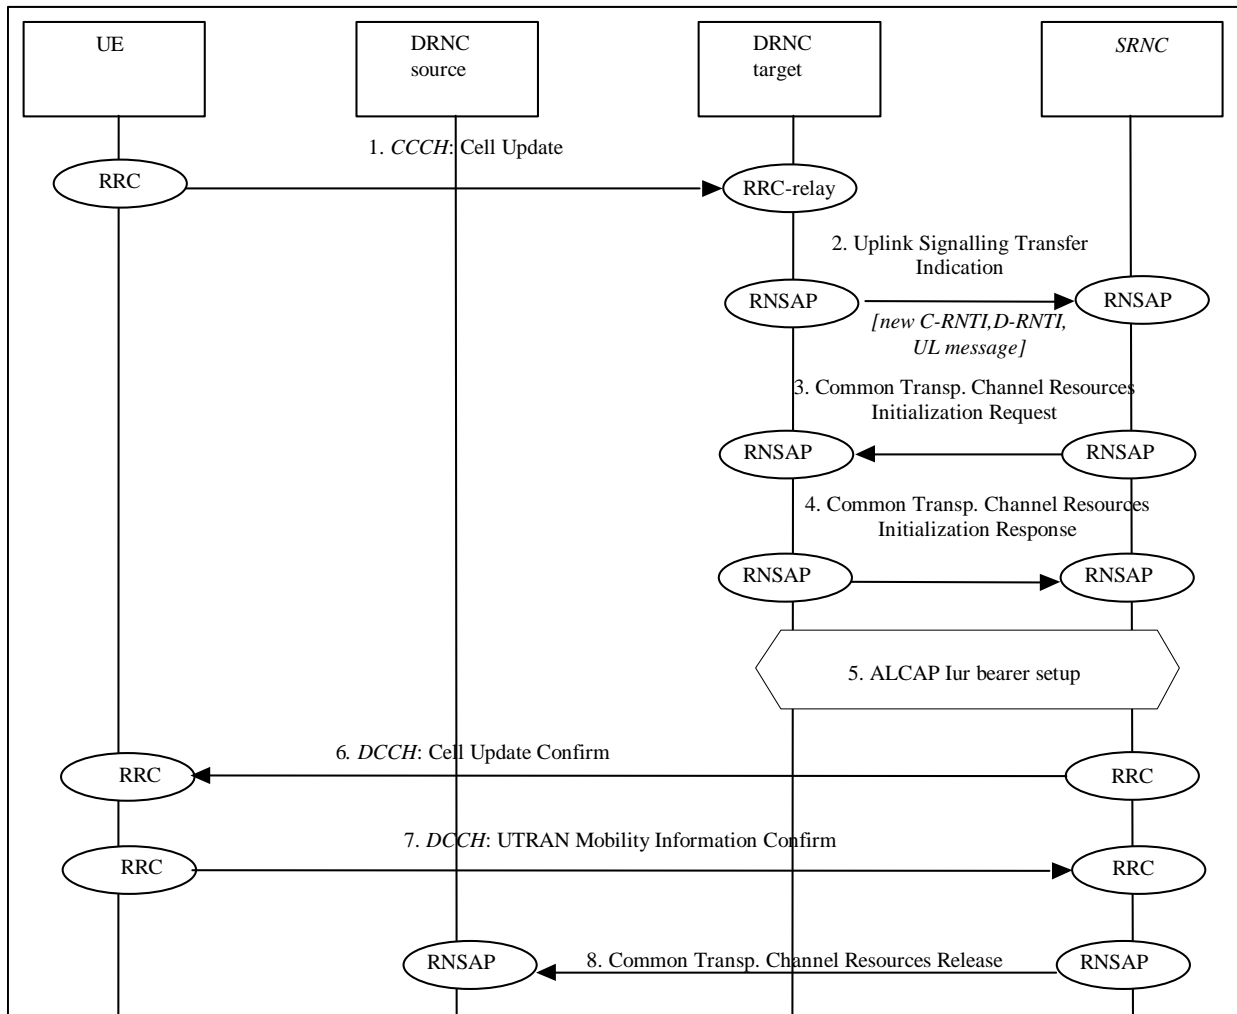 UE
DRNC
source
DRNC
target
SRNC
1. CCCH: Cell Update
RRC
RRC-relay
2. Uplink Signalling Transfer
Indication
RNSAP
RNSAP
[new C-RNTI,D-RNTI,
UL message]
3. Common Transp. Channel Resources
Initialization Request
RNSAP
RNSAP
4. Common Transp. Channel Resources
Initialization Response
RNSAP
RNSAP
5. ALCAP Iur bearer setup
6. DCCH: Cell Update Confirm
RRC
RRC
7. DCCH: UTRAN Mobility Information Confirm
RRC
RRC
RNSAP
8. Common Transp. Channel Resources Release
RNSAP